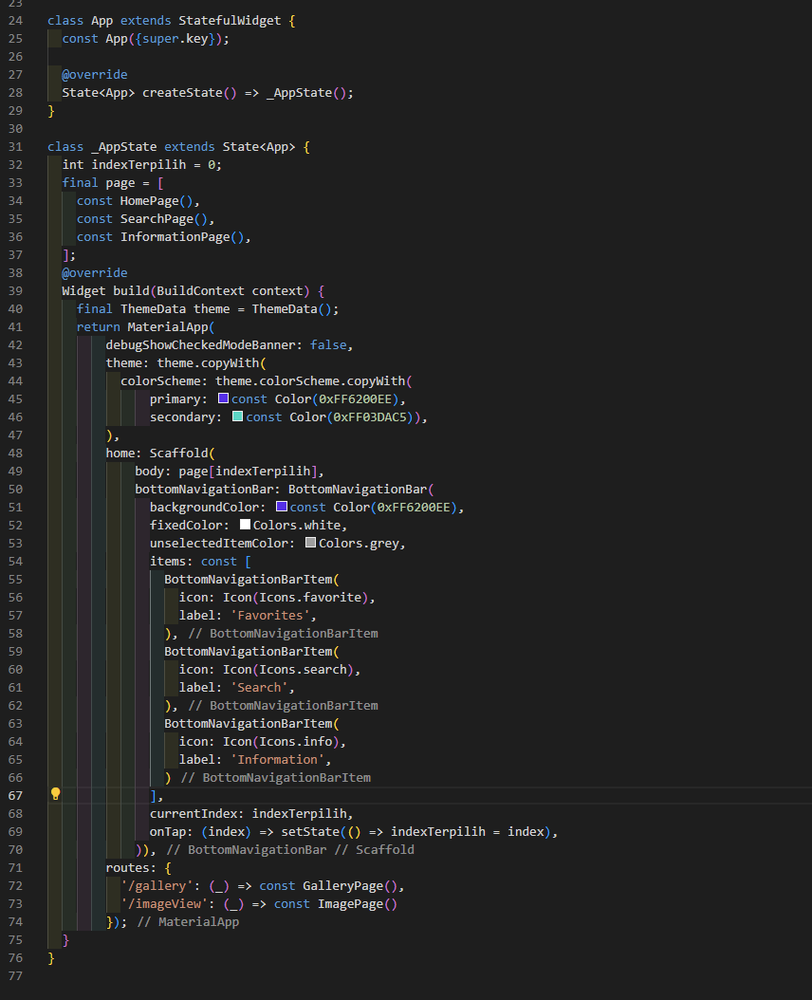 23
24 class App extends StatefulWidget {
25   const App({super.key});
26
27   @override
28   State<App> createState() => _AppState();
29 }
30
31 class _AppState extends State<App> {
32   int indexTerpilih = 0;
33   final page = [
34     const HomePage(),
35     const SearchPage(),
36     const InformationPage(),
37   ];
38   @override
39   Widget build(BuildContext context) {
40     final ThemeData theme = ThemeData();
41     return MaterialApp(
42         debugShowCheckedModeBanner: false,
43         theme: theme.copyWith(
44           colorScheme: theme.colorScheme.copyWith(
45               primary: const Color(0xFF6200EE),
46               secondary: const Color(0xFF03DAC5)),
47         ),
48         home: Scaffold(
49             body: page[indexTerpilih],
50             bottomNavigationBar: BottomNavigationBar(
51               backgroundColor: const Color(0xFF6200EE),
52               fixedColor: Colors.white,
53               unselectedItemColor: Colors.grey,
54               items: const [
55                 BottomNavigationBarItem(
56                   icon: Icon(Icons.favorite),
57                   label: 'Favorites',
58                 ), // BottomNavigationBarItem
59                 BottomNavigationBarItem(
60                   icon: Icon(Icons.search),
61                   label: 'Search',
62                 ), // BottomNavigationBarItem
63                 BottomNavigationBarItem(
64                   icon: Icon(Icons.info),
65                   label: 'Information',
66                 ) // BottomNavigationBarItem
67               ],
68               currentIndex: indexTerpilih,
69               onTap: (index) => setState(() => indexTerpilih = index),
70             )), // BottomNavigationBar // Scaffold
71         routes: {
72           '/gallery': (_) => const GalleryPage(),
73           '/imageView': (_) => const ImagePage()
74         }); // MaterialApp
75   }
76 }
77